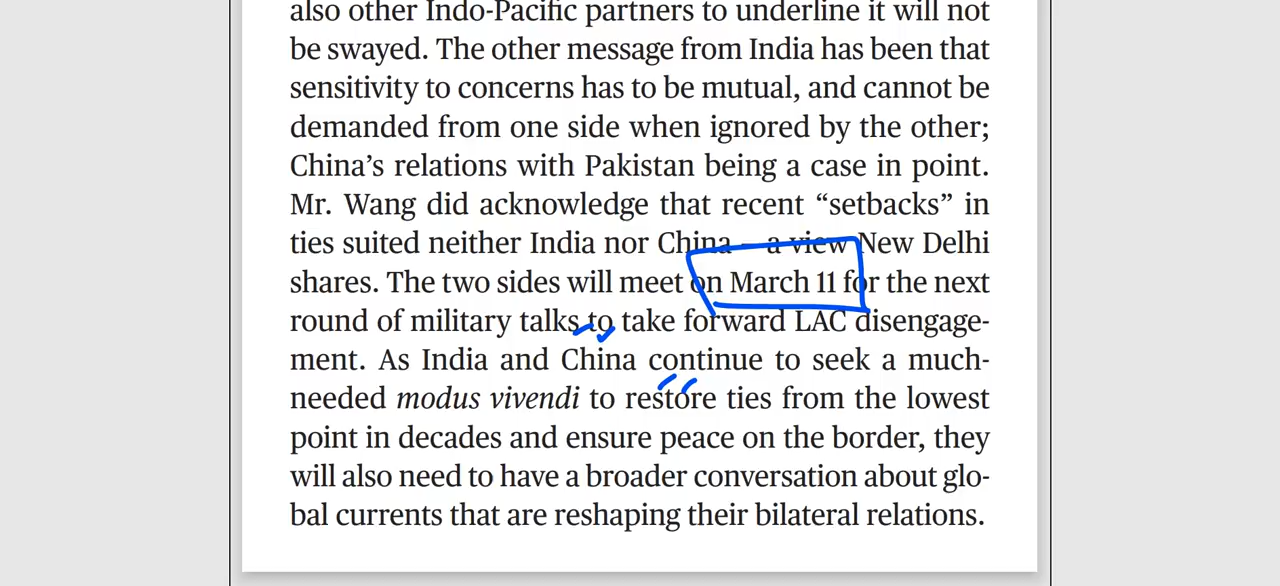 also other Indo-Pacific partners to underline it will not
be swayed. The other message from India has been that
sensitivity to concerns has to be mutual, and cannot be
demanded from one side when ignored by the other;
China’s relations with Pakistan being a case in point.
Mr. Wang did acknowledge that recent “setbacks” in
ties suited neither India nor China — a view New Delhi
shares. The two sides will meet on March 11 for the next
round of military talks to take forward LAC disengage-
ment. As India and China continue to seek a much-
needed modus vivendi to restore ties from the lowest
point in decades and ensure peace on the border, they
will also need to have a broader conversation about glo-
bal currents that are reshaping their bilateral relations.